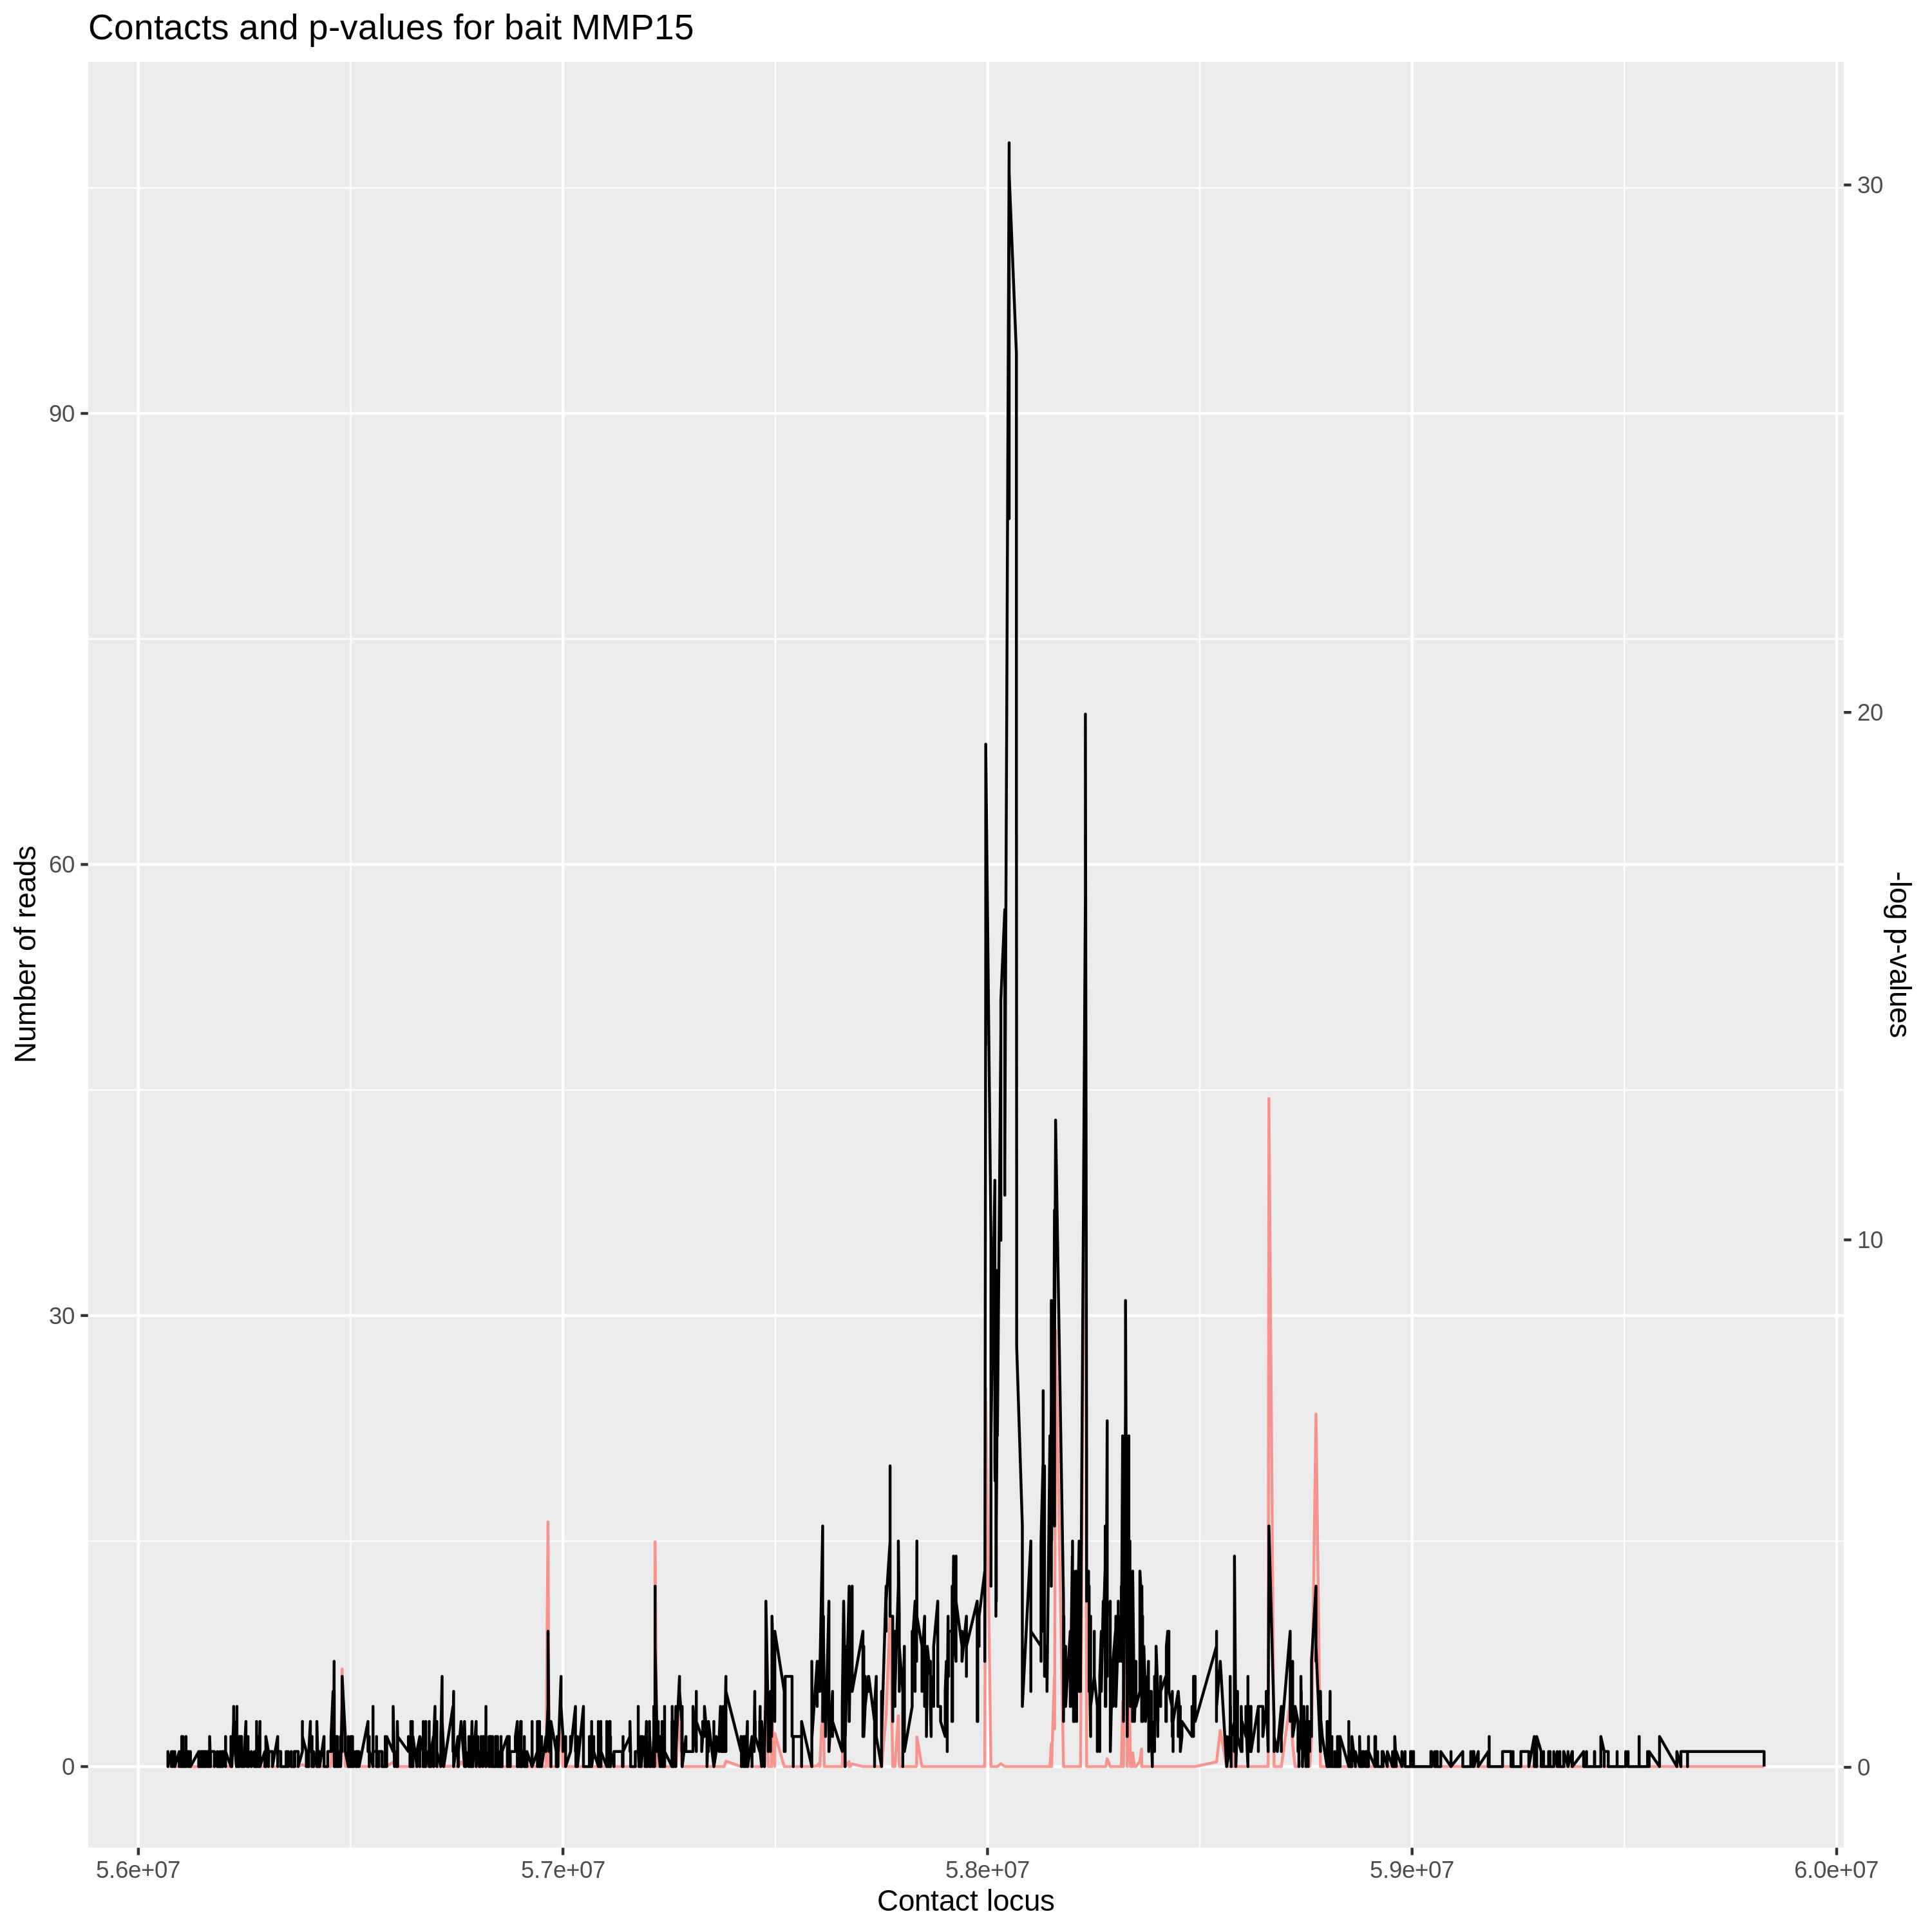 Contacts and p-values for bait MMP15
90
60
30
0
30
20
10
0
Number of reads
-log p-values
5.6e+07 5.7e+07 5.8e+07 5.9e+07 6.0e+07
Contact locus